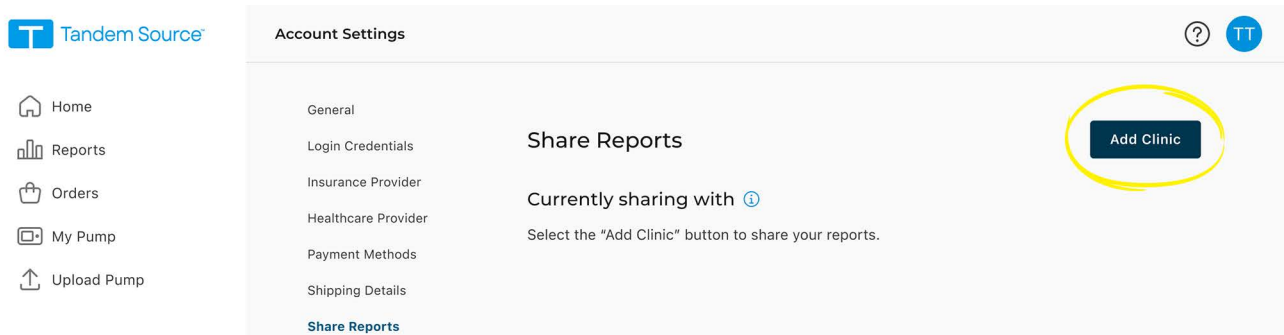 Tandem Source™
Home
Reports
Orders
My Pump
Upload Pump
Account Settings
?
TT
General
Login Credentials
Insurance Provider
Healthcare Provider
Payment Methods
Shipping Details
Share Reports
Share Reports
Add Clinic
Currently sharing with i
Select the “Add Clinic” button to share your reports.